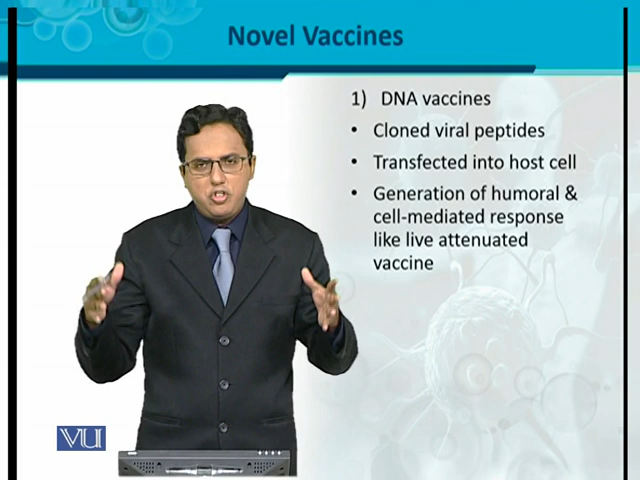 Novel Vaccines
1) DNA vaccines
• Cloned viral peptides
• Transfected into host cell
• Generation of humoral &
cell-mediated response
like live attenuated
vaccine
VU